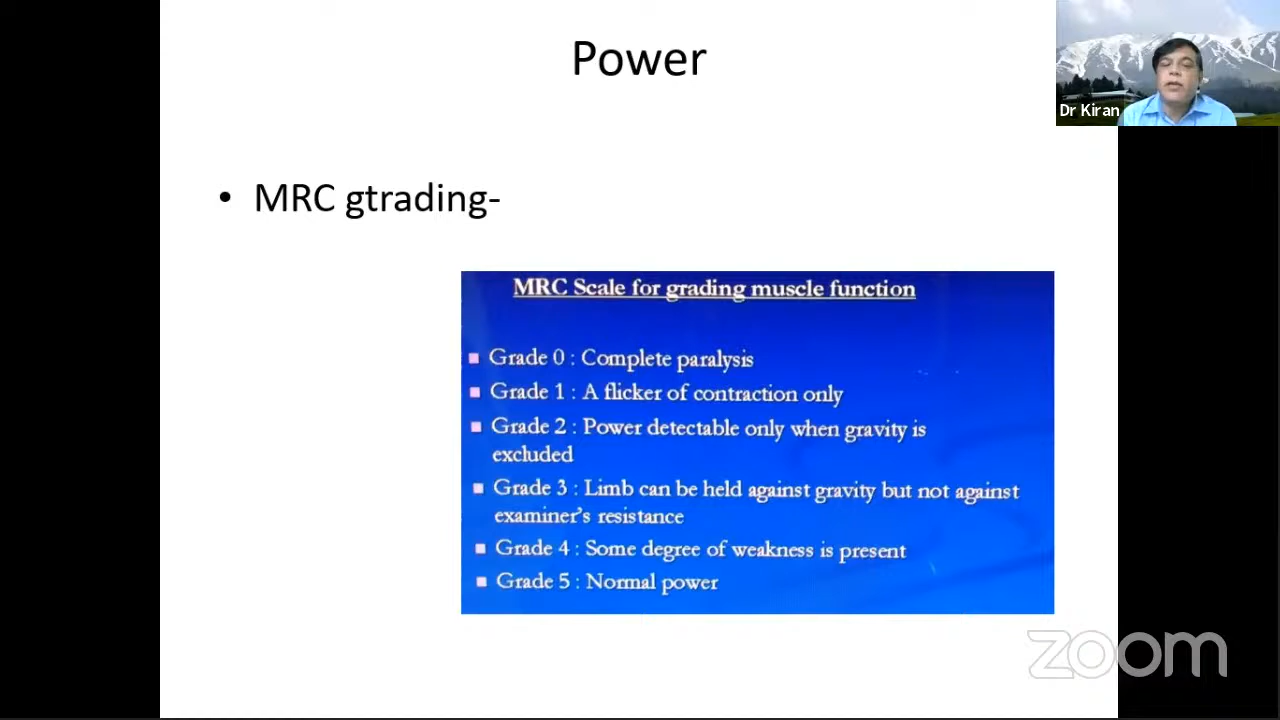 Power
Dr Kiran
• MRC gtrading-
MRC Scale for grading muscle function
Grade 0 : Complete paralysis
Grade 1 : A flicker of contraction only
Grade 2 : Power detectable only when gravity is
excluded
Grade 3 : Limb can be held against gravity but not against
examiner's resistance
Grade 4 : Some degree of weakness is present
Grade 5 : Normal power
zoom